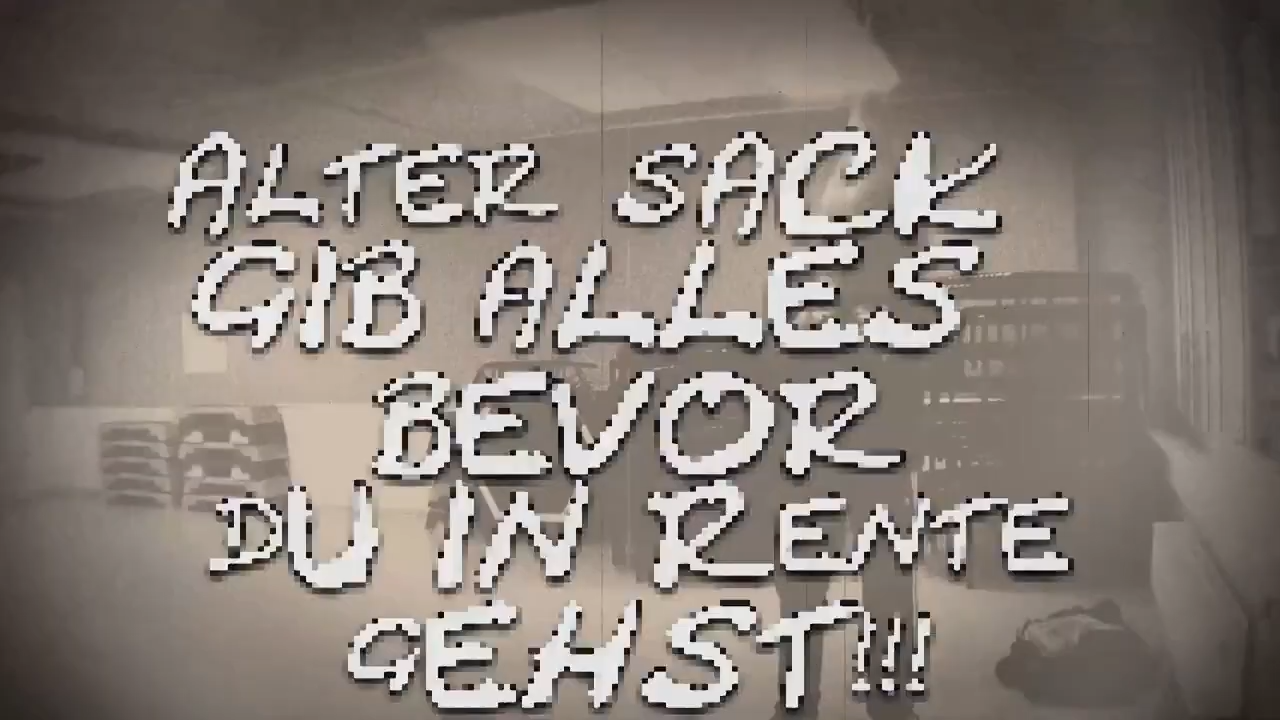 ALTER SACK
GIB ALLES
BEVOR
DU IN RENTE
GEHST!!!